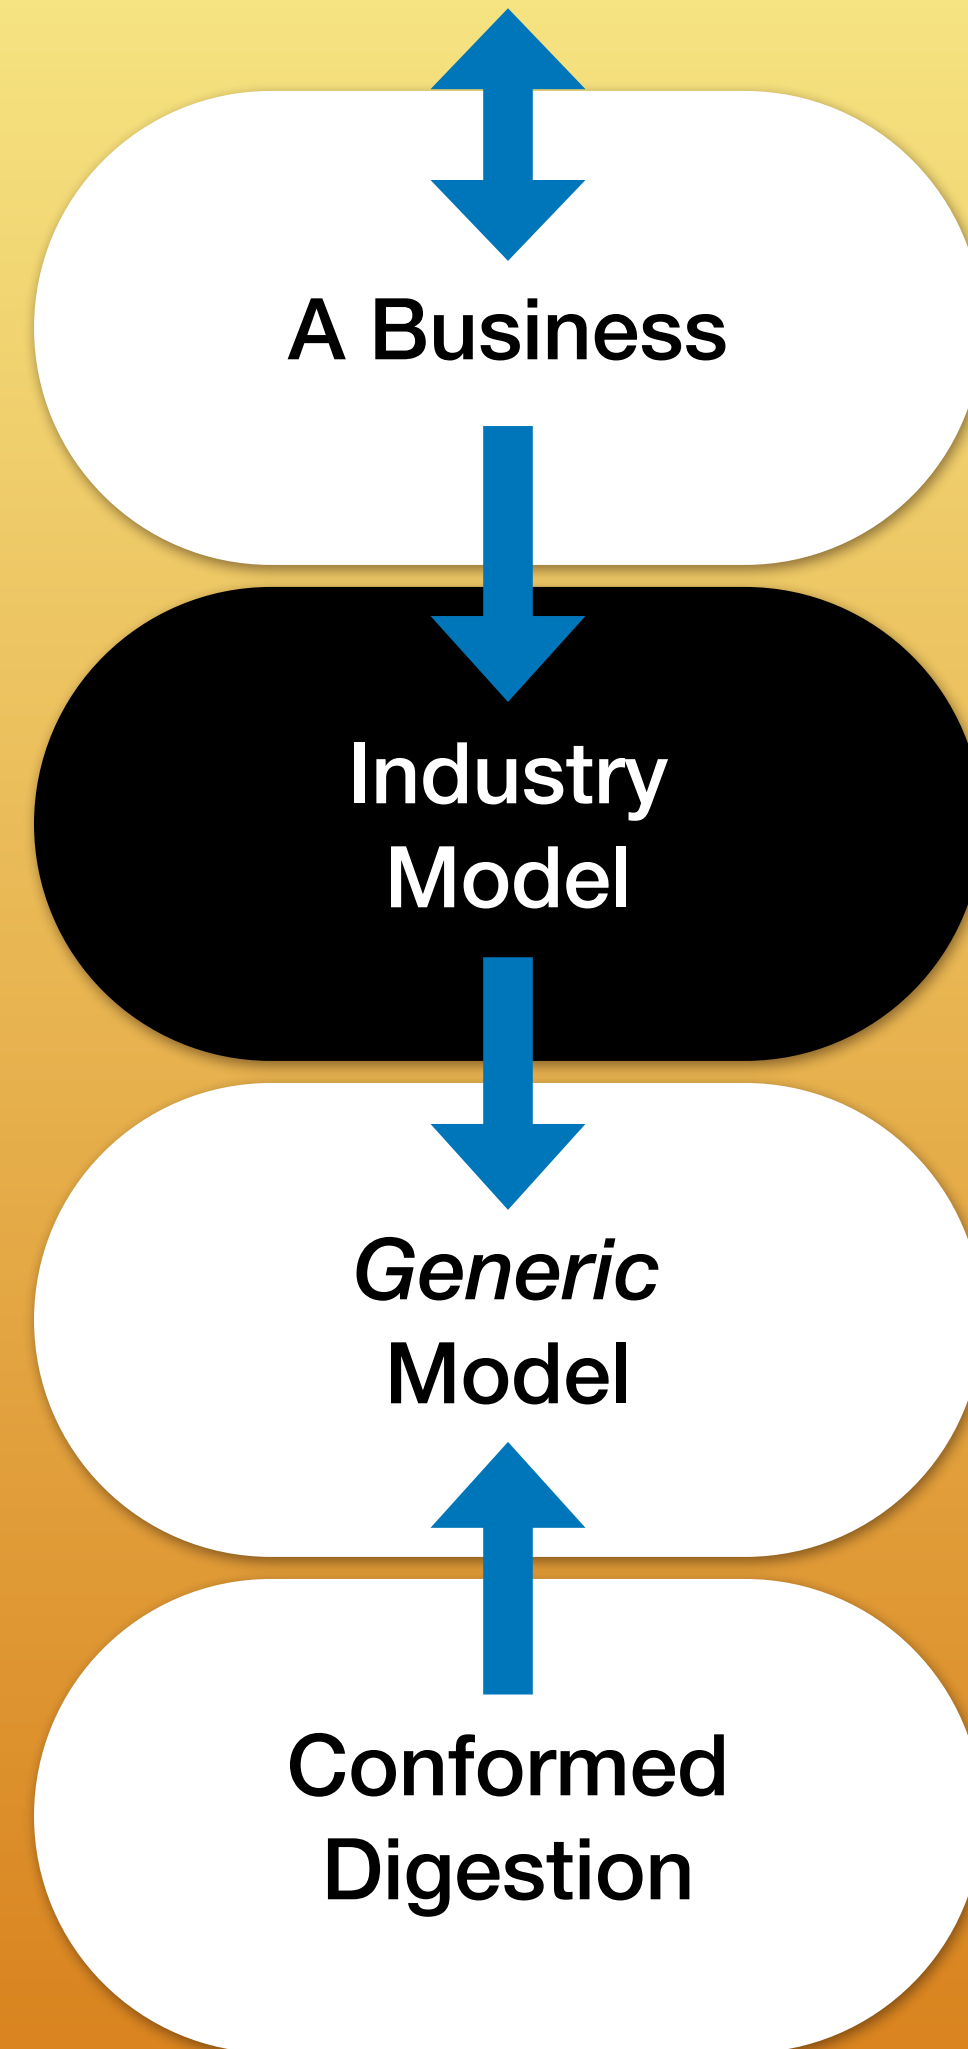 A Business
Industry
Model
Generic
Model
Conformed
Digestion